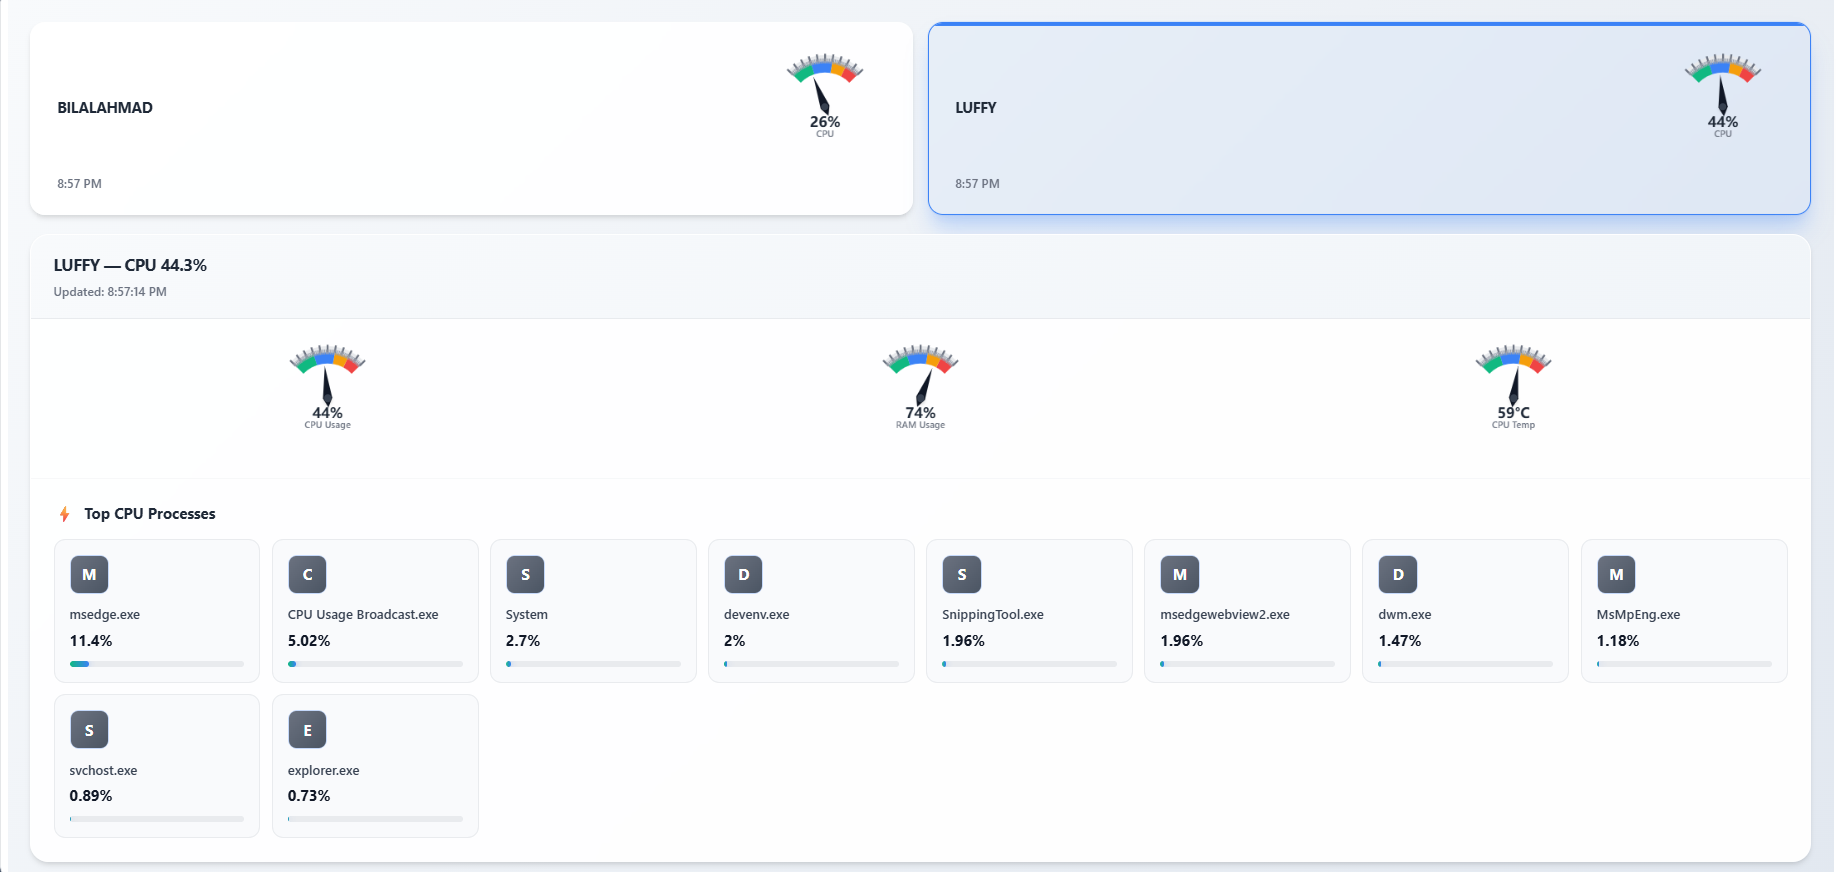 BILALAHMAD
26%
CPU
8:57 PM
LUFFY
44%
CPU
8:57 PM
LUFFY — CPU 44.3%
Updated: 8:57:14 PM
44%
CPU Usage
74%
RAM Usage
59°C
CPU Temp
Top CPU Processes
M
msedge.exe
11.4%
C
CPU Usage Broadcast.exe
5.02%
S
System
2.7%
D
devenv.exe
2%
S
SnippingTool.exe
1.96%
M
msedgewebview2.exe
1.96%
D
dwm.exe
1.47%
M
MsMpEng.exe
1.18%
S
svchost.exe
0.89%
E
explorer.exe
0.73%